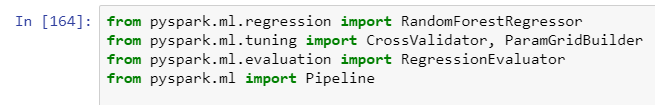 In [164]: from pyspark.ml.regression import RandomForestRegressor
from pyspark.ml.tuning import CrossValidator, ParamGridBuilder
from pyspark.ml.evaluation import RegressionEvaluator
from pyspark.ml import Pipeline